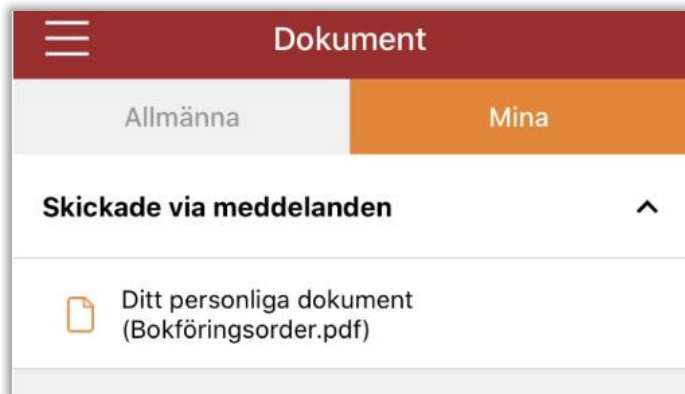 Dokument
Allmänna
Mina
Skickade via meddelanden
Ditt personliga dokument
(Bokföringsorder.pdf)